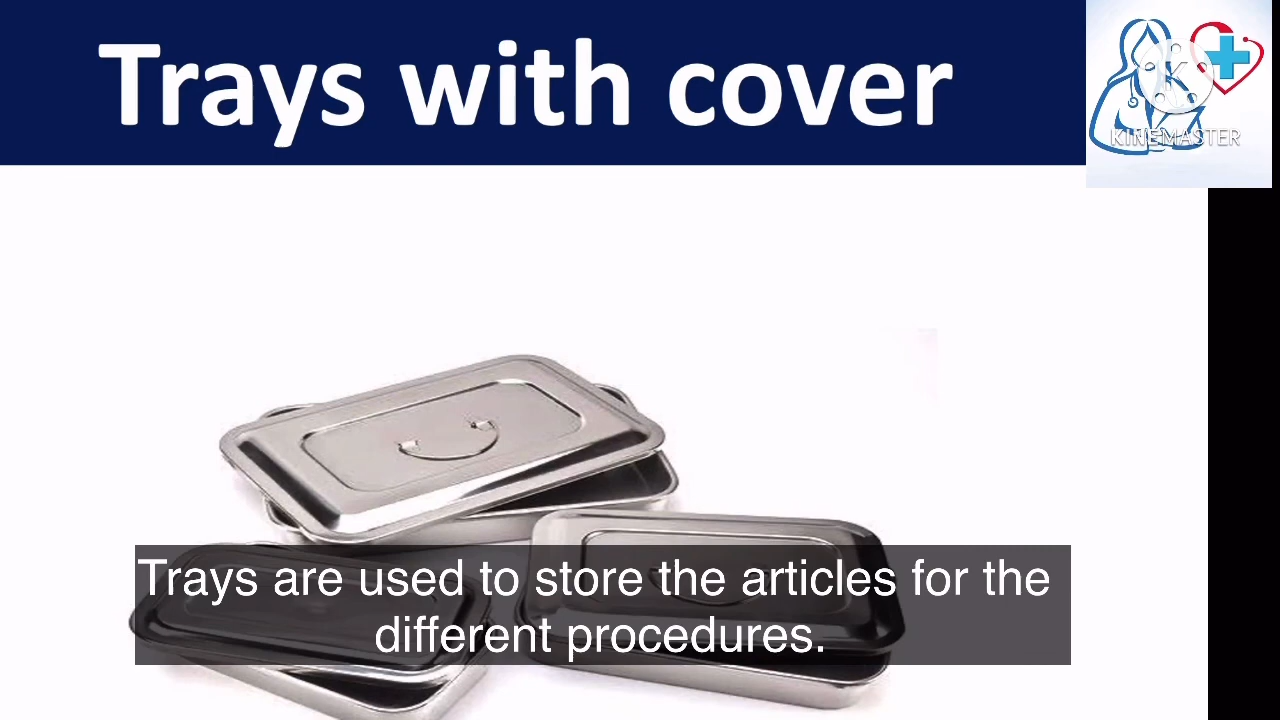 Trays with cover
KINEMASTER
Trays are used to store the articles for the
different procedures.